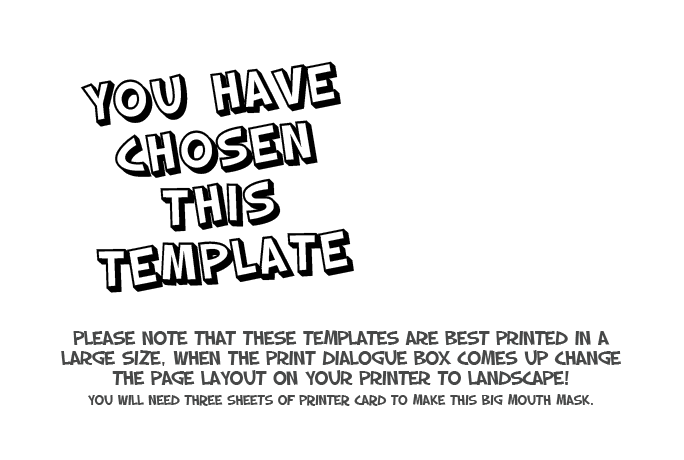 YOU HAVE
CHOSEN
THIS
TEMPLATE
PLEASE NOTE THAT THESE TEMPLATES ARE BEST PRINTED IN A
LARGE SIZE, WHEN THE PRINT DIALOGUE BOX COMES UP CHANGE
THE PAGE LAYOUT ON YOUR PRINTER TO LANDSCAPE!
YOU WILL NEED THREE SHEETS OF PRINTER CARD TO MAKE THIS BIG MOUTH MASK.